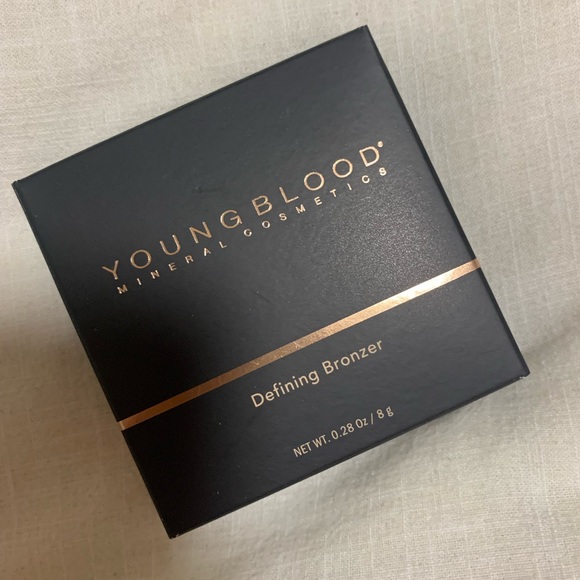 YOUNGBLOOD®
MINERAL COSMETICS
Defining Bronzer
NET WT. 0.28 Oz / 8 g